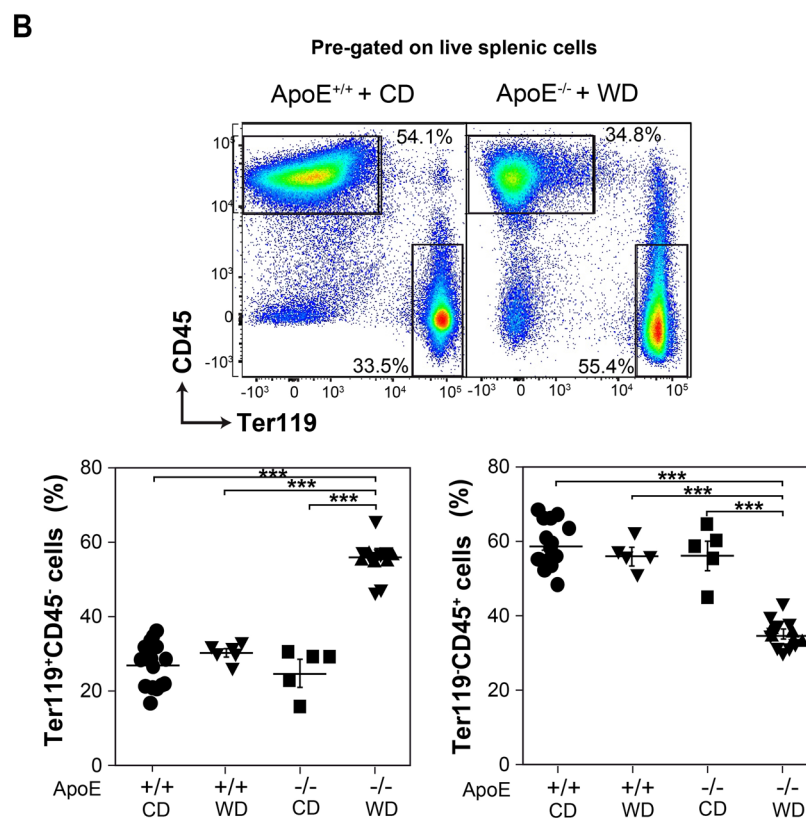 B
Pre-gated on live splenic cells
ApoE+/+ + CD ApoE-/- + WD
54.1% 34.8%
10⁵
10⁴
10³
0
-10³
33.5% 55.4%
-10³ 0 10³ 10⁴ 10⁵ -10³ 0 10³ 10⁴ 10⁵
CD45
Ter119
Ter119+CD45- cells (%)
80
60
40
20
0
*** 
***
***
ApoE +/+ +/+ -/- -/-
CD WD CD WD
Ter119-CD45+ cells (%)
80
60
40
20
0
***
***
***
ApoE +/+ +/+ -/- -/-
CD WD CD WD